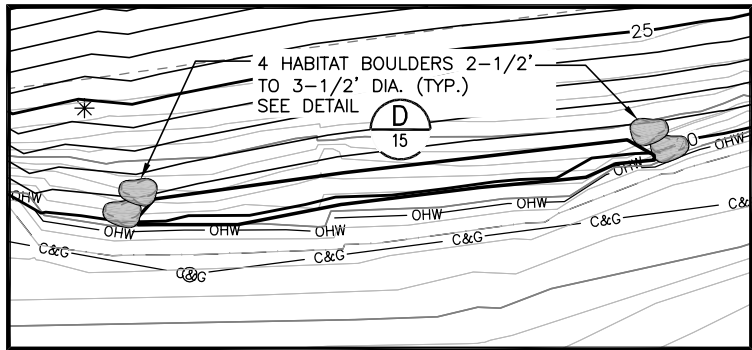 25
4 HABITAT BOULDERS 2-1/2'
TO 3-1/2' DIA. (TYP.)
SEE DETAIL
D
15
0
OHW
OHW
OHW
OHW
OHW
OHW
OHW
OHW
C&G
C&G
C&G
C&G
C&G
C&G